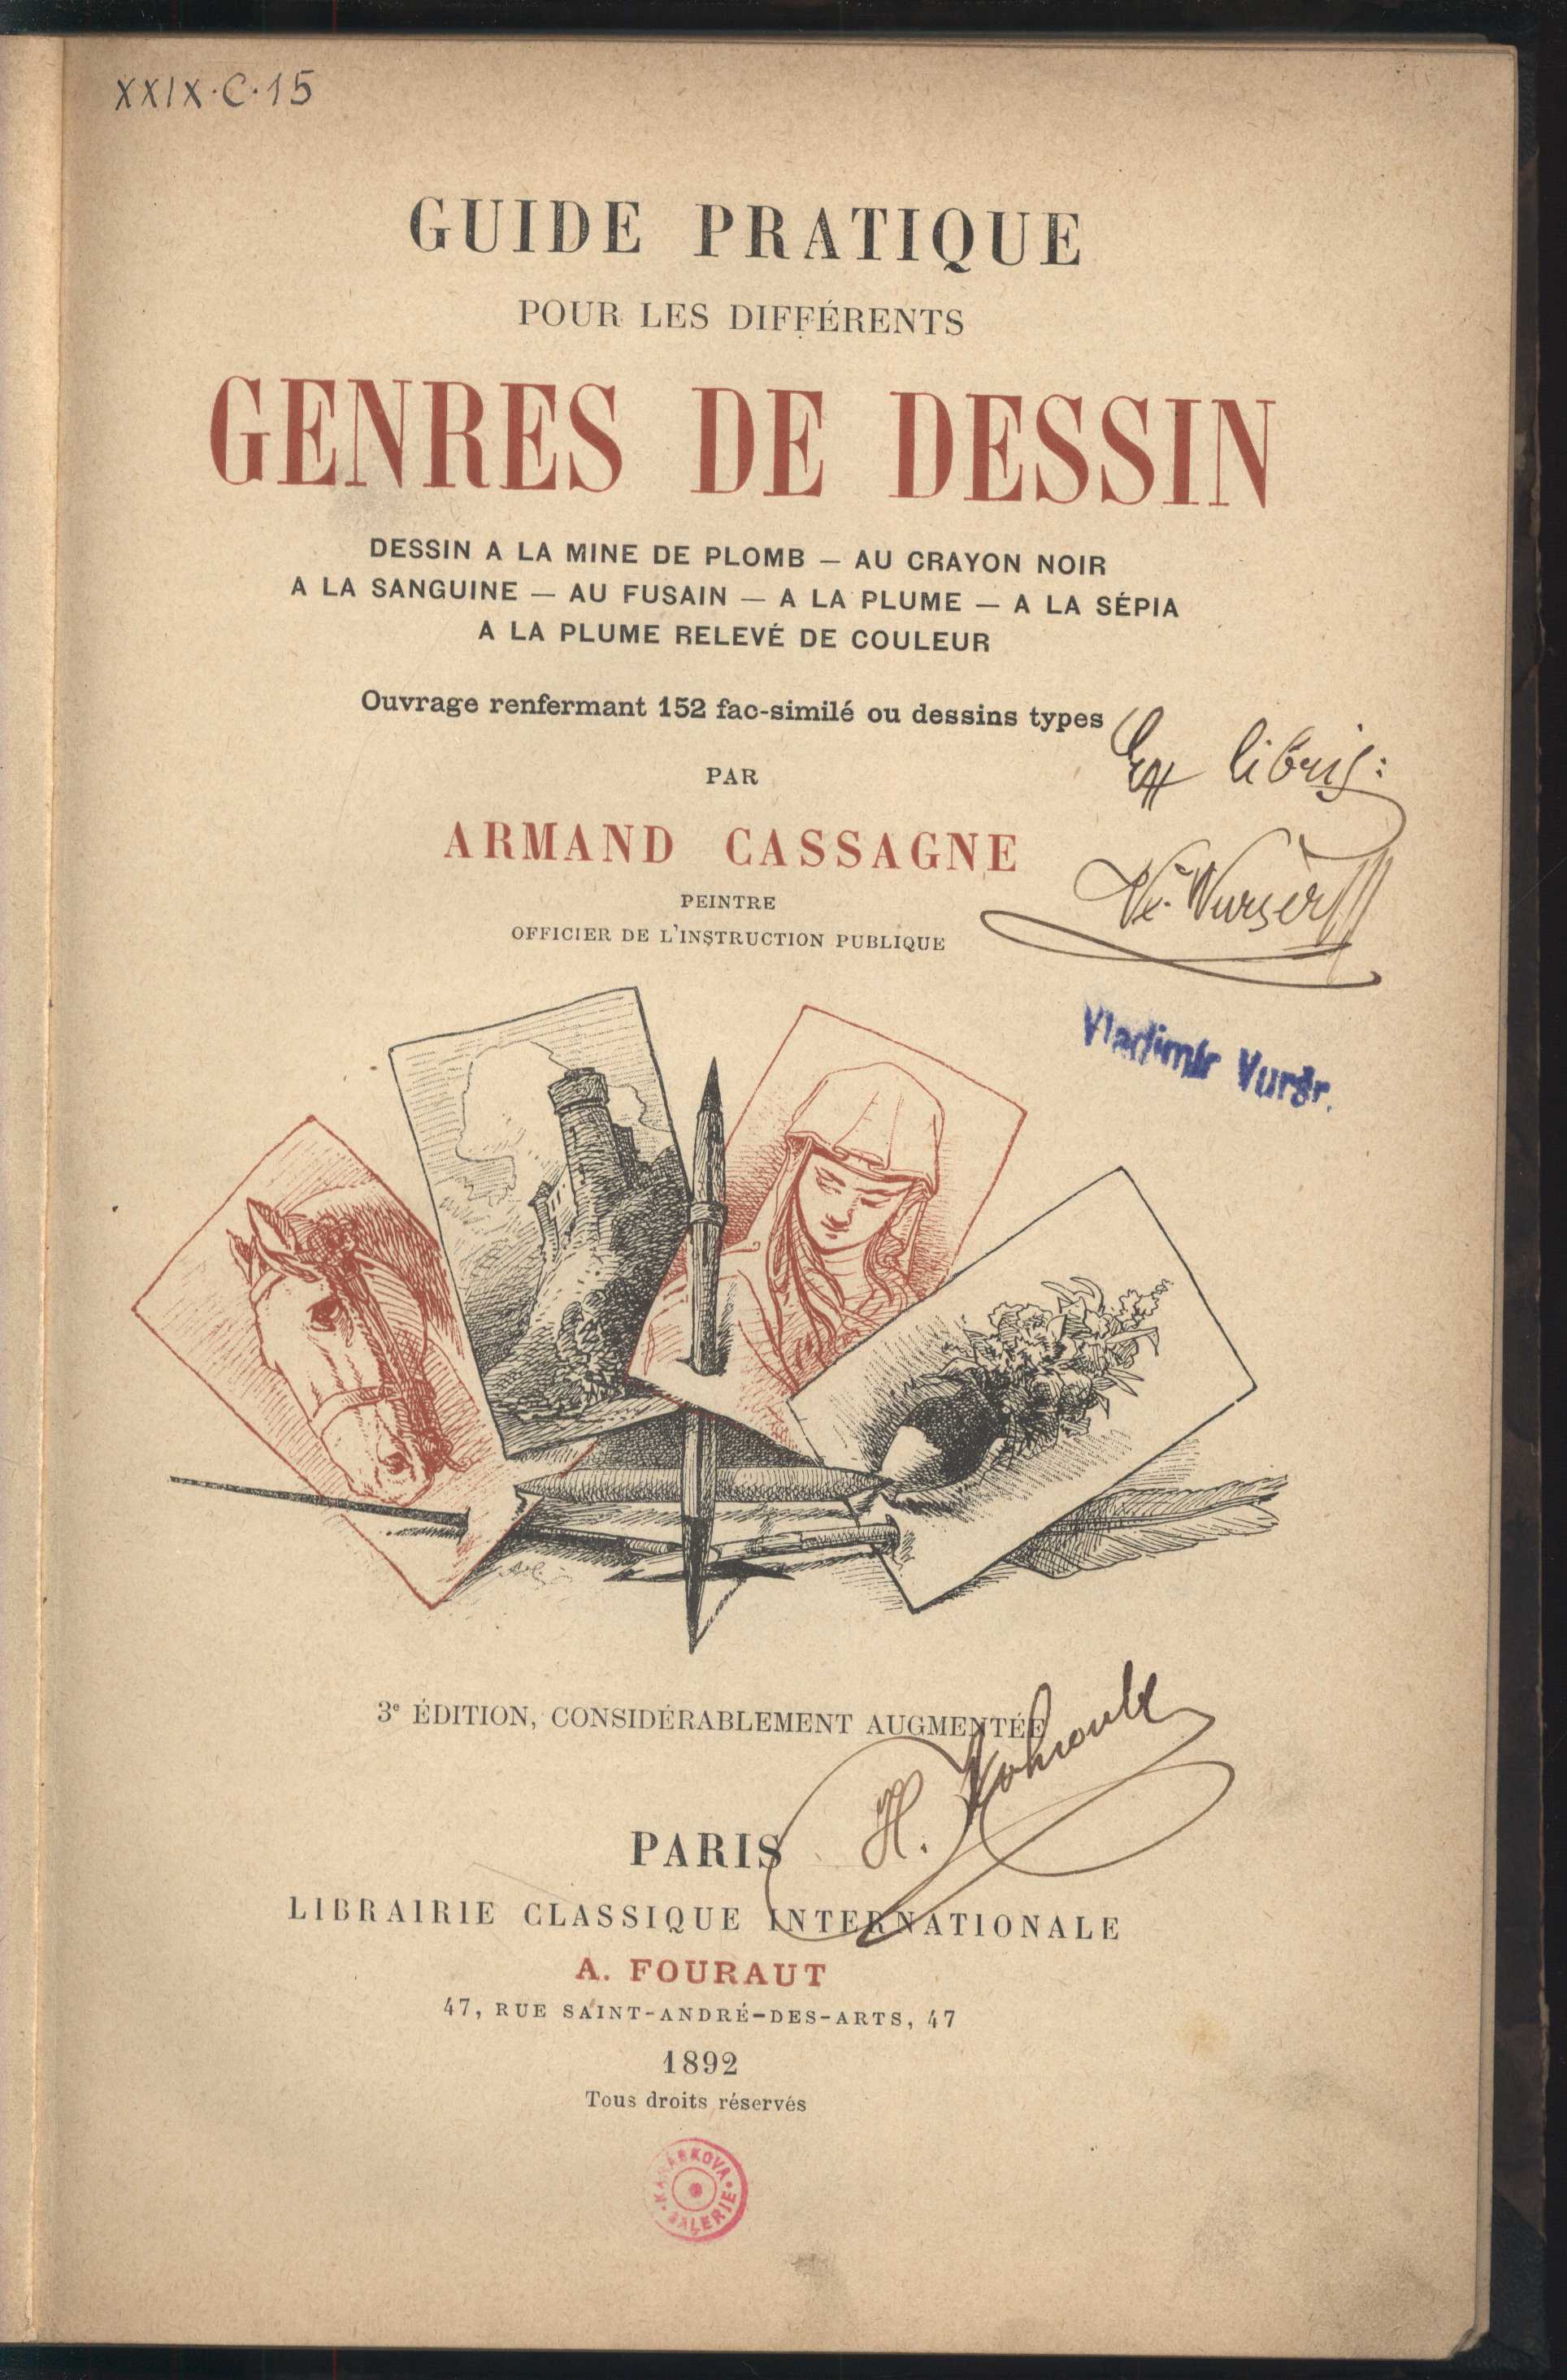 XXIX·C·15
GUIDE PRATIQUE
POUR LES DIFFÉRENTS
GENRES DE DESSIN
DESSIN A LA MINE DE PLOMB — AU CRAYON NOIR
A LA SANGUINE — AU FUSAIN — A LA PLUME — A LA SÉPIA
A LA PLUME RELEVÉ DE COULEUR
Ouvrage renfermant 152 fac-similé ou dessins types
Ex libris:
PAR
ARMAND CASSAGNE
PEINTRE
OFFICIER DE L'INSTRUCTION PUBLIQUE
Vladimir
3e ÉDITION, CONSIDÉRABLEMENT AUGMENTÉE
H.
PARIS
LIBRAIRIE CLASSIQUE INTERNATIONALE
A. FOURAUT
47, RUE SAINT-ANDRÉ-DES-ARTS, 47
1892
Tous droits réservés
KARÁSKOVA GALERIE